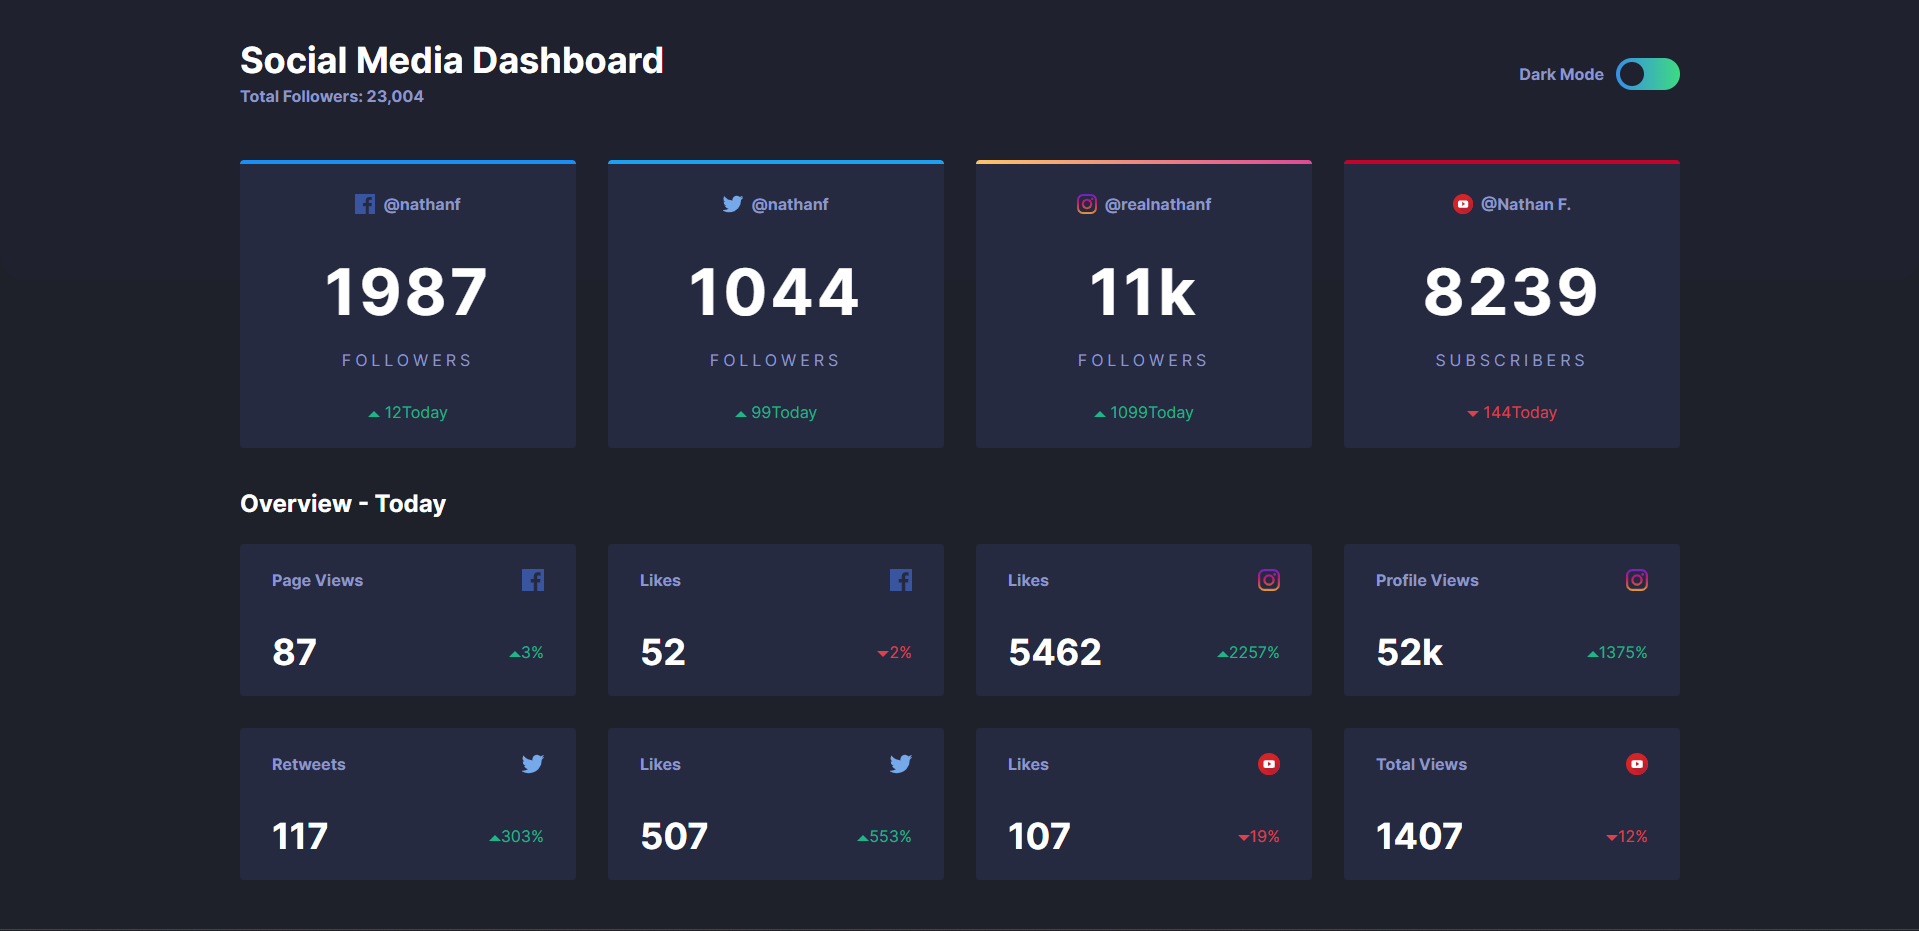 Social Media Dashboard
Total Followers: 23,004
Dark Mode
@nathanf
1987
FOLLOWERS
12Today
@nathanf
1044
FOLLOWERS
99Today
@realnathanf
11k
FOLLOWERS
1099Today
@Nathan F.
8239
SUBSCRIBERS
144Today
Overview - Today
Page Views
87
3%
Likes
52
2%
Likes
5462
2257%
Profile Views
52k
1375%
Retweets
117
303%
Likes
507
553%
Likes
107
19%
Total Views
1407
12%